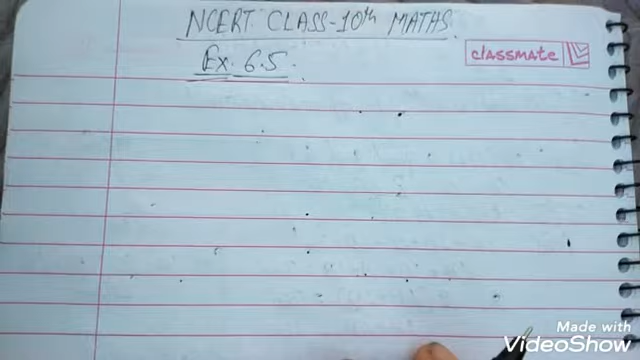 NCERT CLASS-10th MATHS.
Ex. 6.5.
classmate
Made with
VideoShow